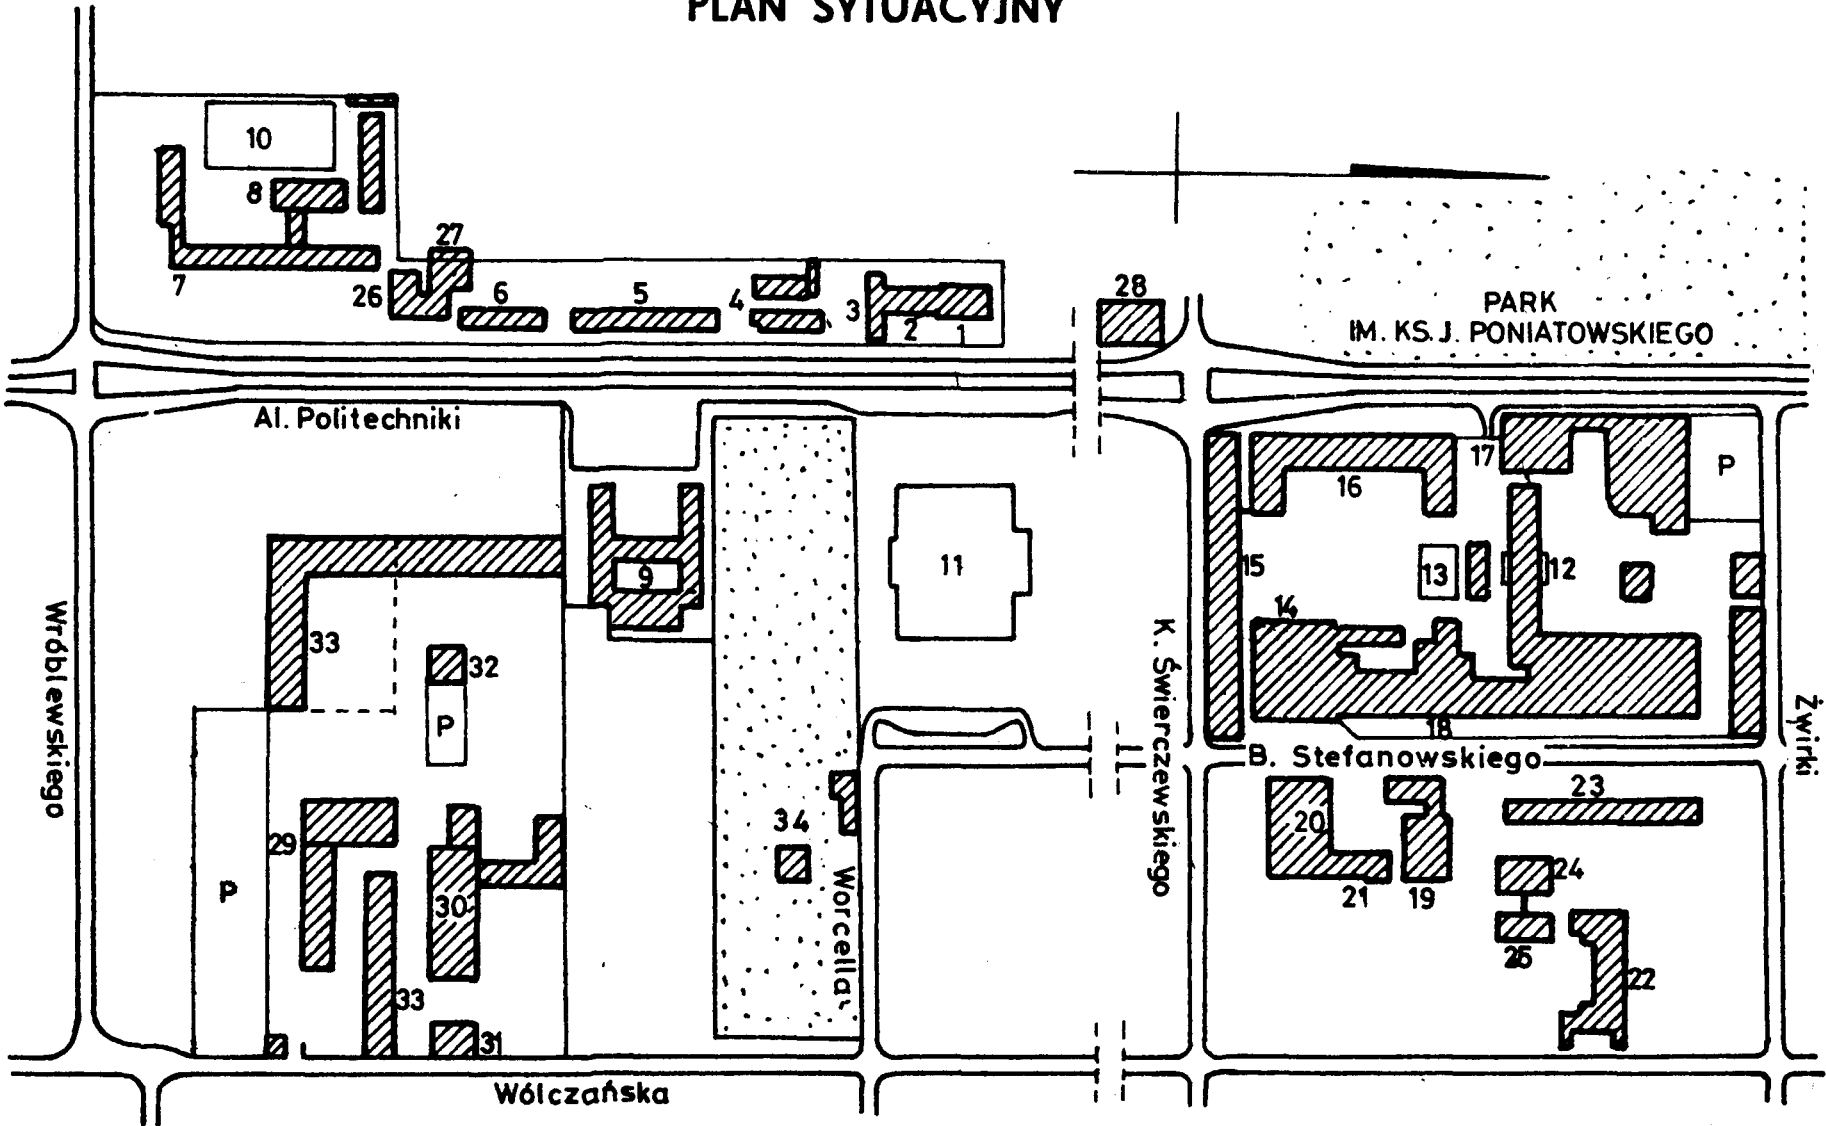 PLAN SYTUACYJNY
10
8
7
27
26
6
5
4
3
2
1
28
PARK
IM. KS. J. PONIATOWSKIEGO
Al. Politechniki
17
P
16
9
11
15
13
12
14
Wróblewskiego
33
32
P
K. Świerczewskiego
18
Żwirki
B. Stefanowskiego
23
20
34
29
P
30
Worcella
21
19
24
25
22
33
31
Wólczańska